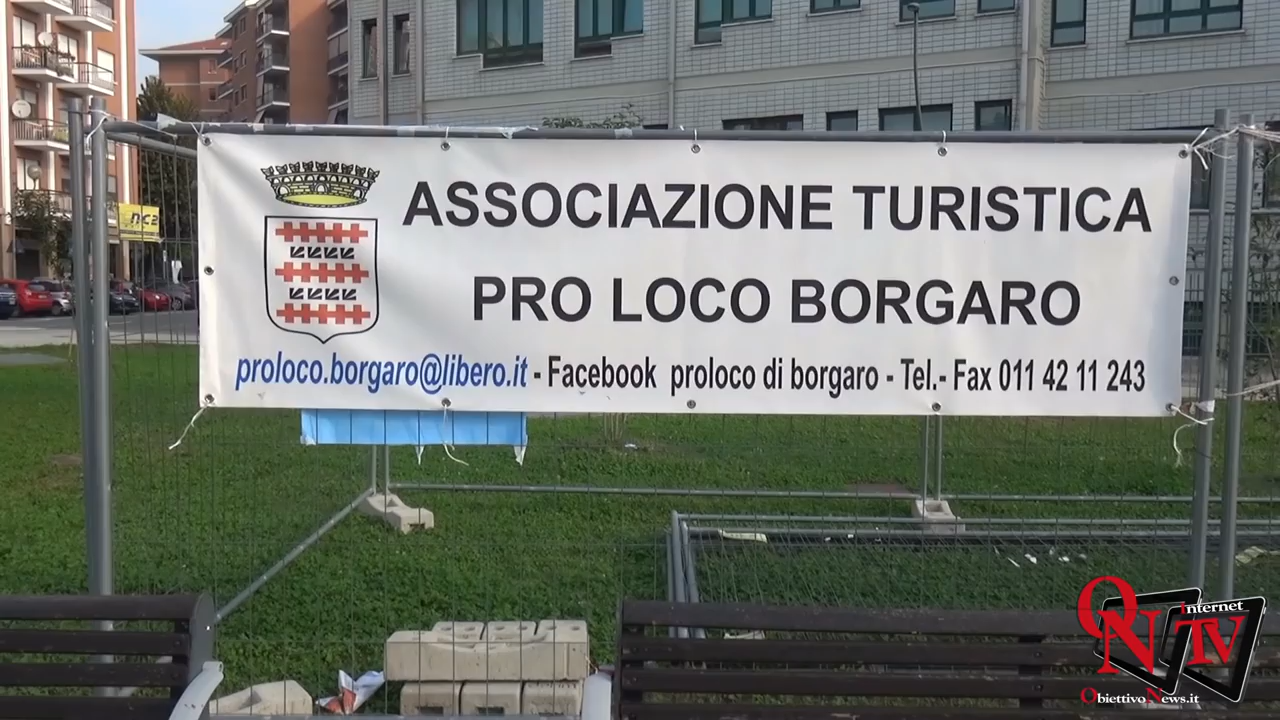 ASSOCIAZIONE TURISTICA
PRO LOCO BORGARO
proloco.borgaro@libero.it - Facebook proloco di borgaro - Tel.- Fax 011 42 11 243
nc2
ON Internet TV
ObiettivoNews.it